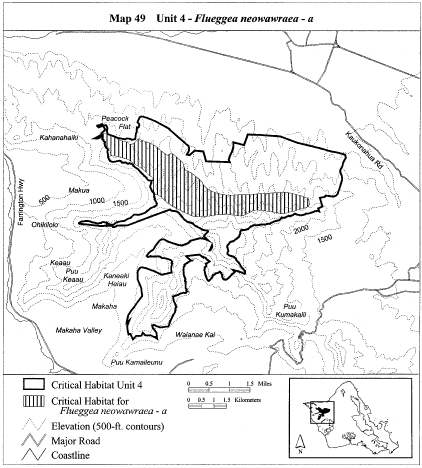 Map 49 Unit 4 - Flueggea neowawraea - a
Peacock
Flat
Kahanahaiki
Kaukonahua Rd
Farrington Hwy
Makua
500
1000
1500
Ohikilolo
2000
1500
Keaau
Puu
Keaau
Kaneaki
Heiau
Makaha
Puu
Kumakalii
Makaha Valley
Waianae Kai
Puu Kamaileunu
Critical Habitat Unit 4
Critical Habitat for
Flueggea neowawraea - a
Elevation (500-ft. contours)
Major Road
Coastline
0 0.5 1 1.5 Miles
0 0.5 1 1.5 Kilometers
N